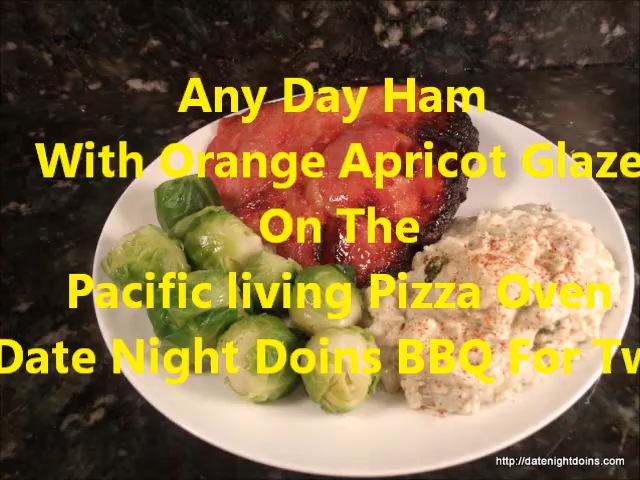 Any Day Ham
With Orange Apricot Glaze
On The
Pacific living Pizza Oven
Date Night Doins BBQ For Tw
http://datenightdoins.com